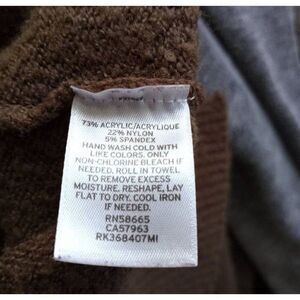 73% ACRYLIC/ACRYLIQUE
22% NYLON
5% SPANDEX
HAND WASH COLD WITH
LIKE COLORS. ONLY
NON-CHLORINE BLEACH IF
NEEDED, ROLL IN TOWEL
TO REMOVE EXCESS
MOISTURE. RESHAPE, LAY
FLAT TO DRY. COOL IRON
IF NEEDED.
RN58665
CA57963
RK368407MI